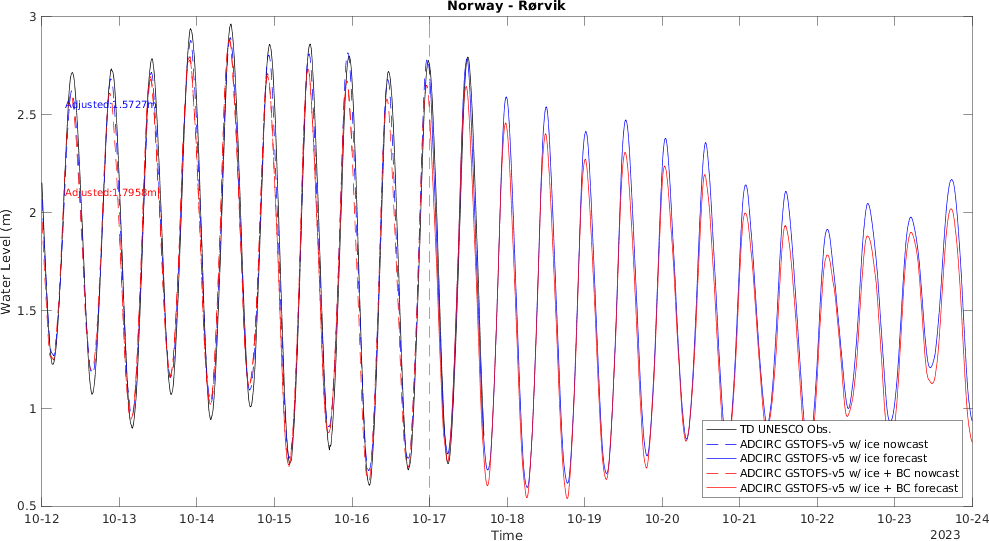 Norway - Rørvik
3
2.5
2
1.5
1
0.5
Water Level (m)
Adjusted:1.5727m
Adjusted:1.7958m
TD UNESCO Obs.
ADCIRC GSTOFS-v5 w/ ice nowcast
ADCIRC GSTOFS-v5 w/ ice forecast
ADCIRC GSTOFS-v5 w/ ice + BC nowcast
ADCIRC GSTOFS-v5 w/ ice + BC forecast
10-12 10-13 10-14 10-15 10-16 10-17 10-18 10-19 10-20 10-21 10-22 10-23 10-24
Time
2023